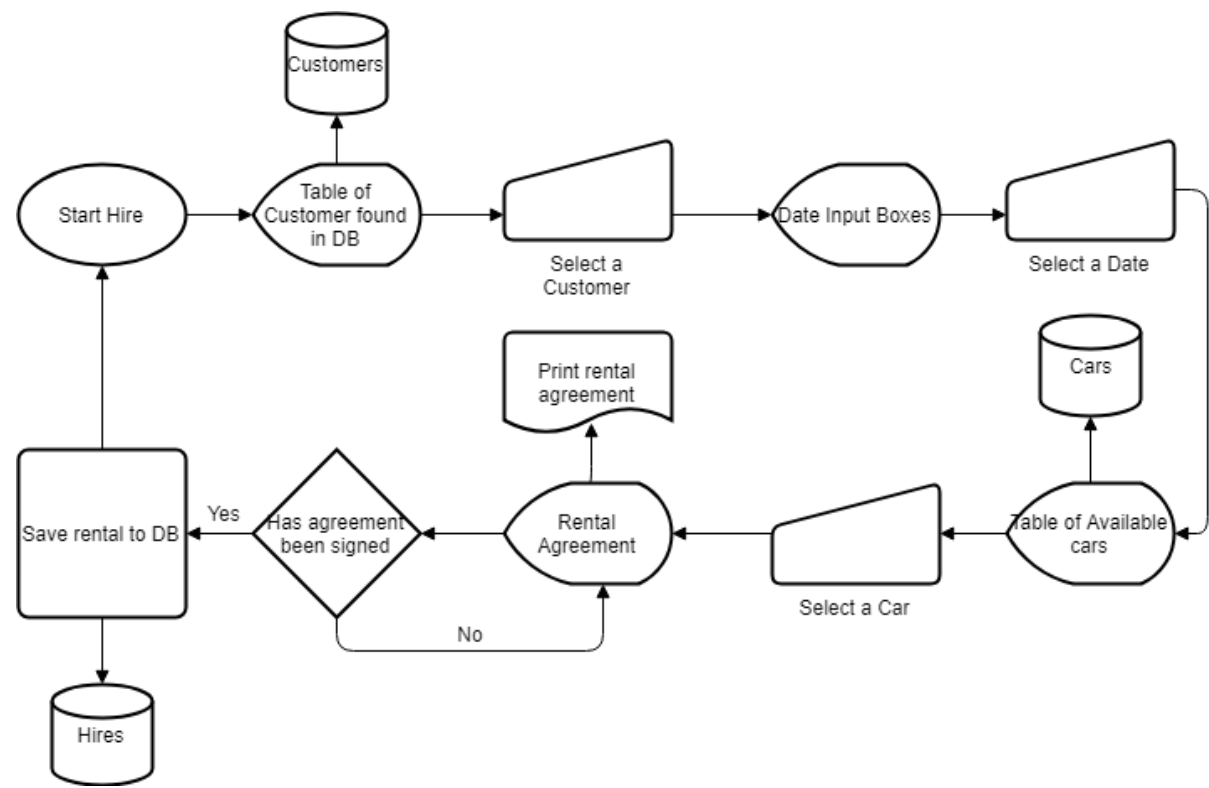 Customers
Start Hire
Table of
Customer found
in DB
Select a
Customer
Date Input Boxes
Select a Date
Cars
Table of Available
cars
Select a Car
Print rental
agreement
Rental
Agreement
Has agreement
been signed
No
Yes
Save rental to DB
Hires